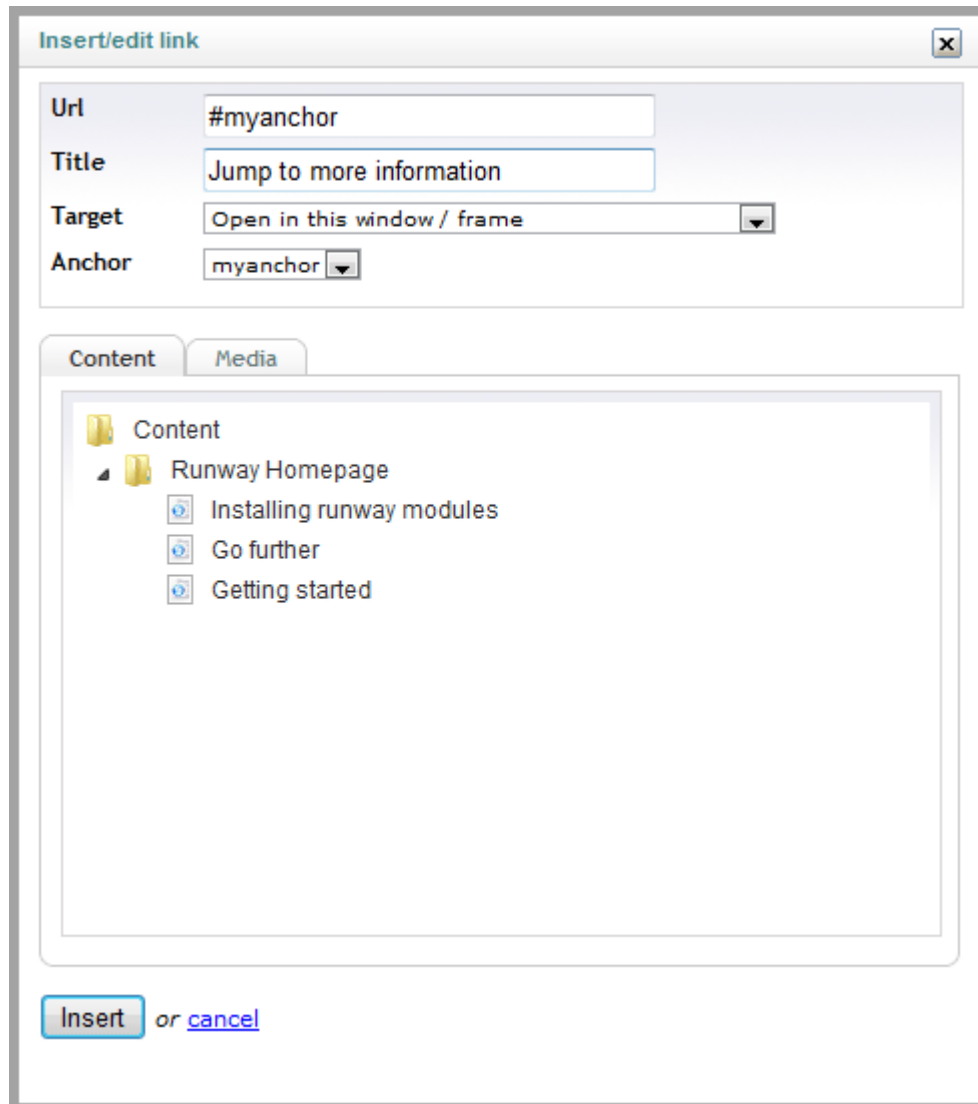 Insert/edit link
Url #myanchor
Title Jump to more information
Target Open in this window / frame
Anchor myanchor
Content Media
Content
Runway Homepage
Installing runway modules
Go further
Getting started
Insert or cancel